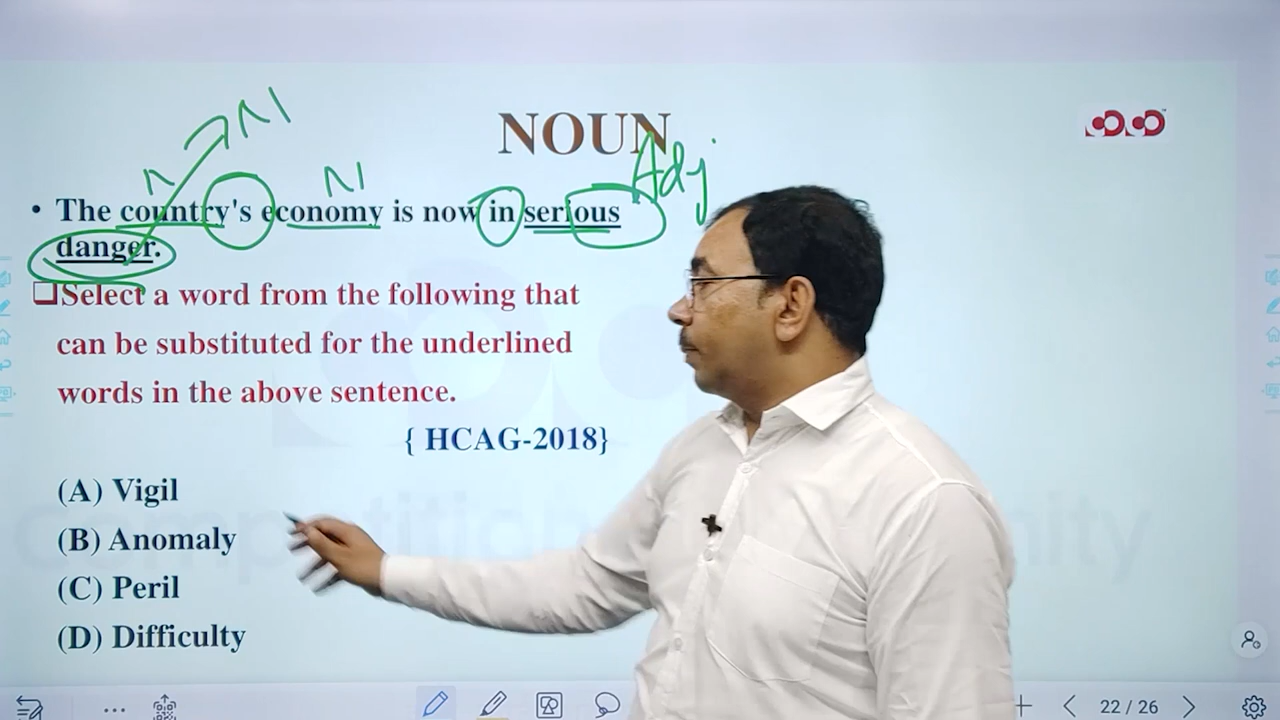 NOUN
• The country's economy is now in serious
danger.
❑Select a word from the following that
can be substituted for the underlined
words in the above sentence.
{ HCAG-2018}
(A) Vigil
(B) Anomaly
(C) Peril
(D) Difficulty
N
N
N
Adj
22 / 26